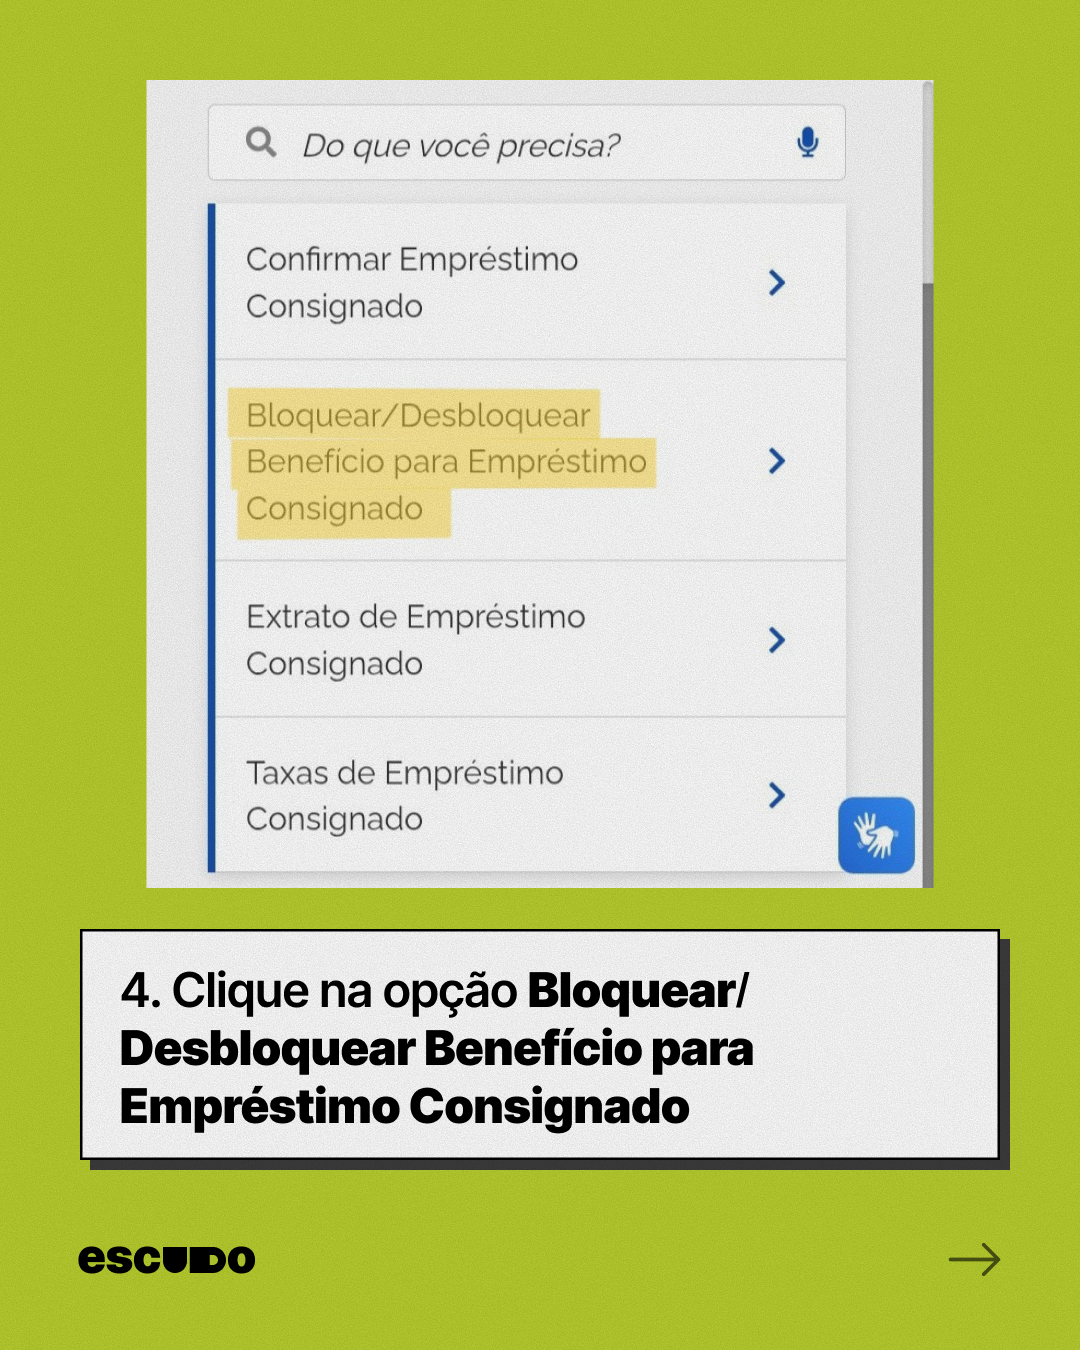 Do que você precisa?
Confirmar Empréstimo
Consignado
Bloquear/Desbloquear
Benefício para Empréstimo
Consignado
Extrato de Empréstimo
Consignado
Taxas de Empréstimo
Consignado
4. Clique na opção Bloquear/
Desbloquear Benefício para
Empréstimo Consignado
escudo